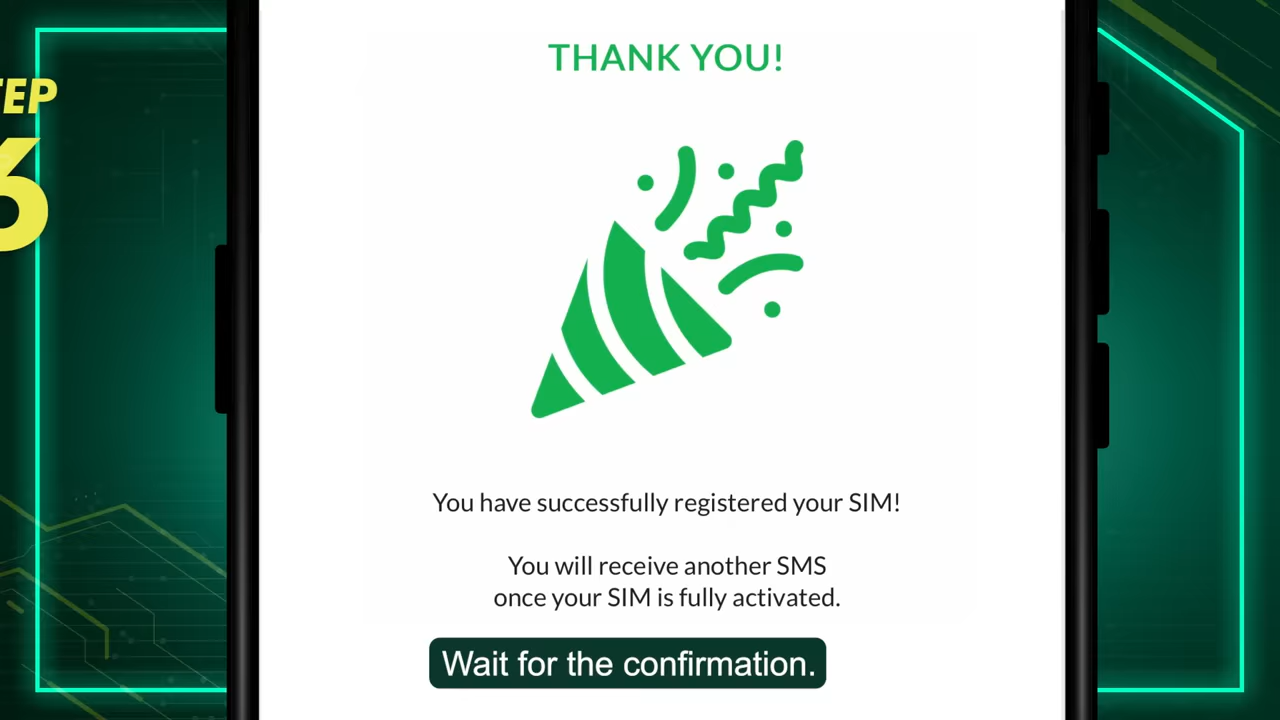 TEP
6
THANK YOU!
You have successfully registered your SIM!
You will receive another SMS
once your SIM is fully activated.
Wait for the confirmation.